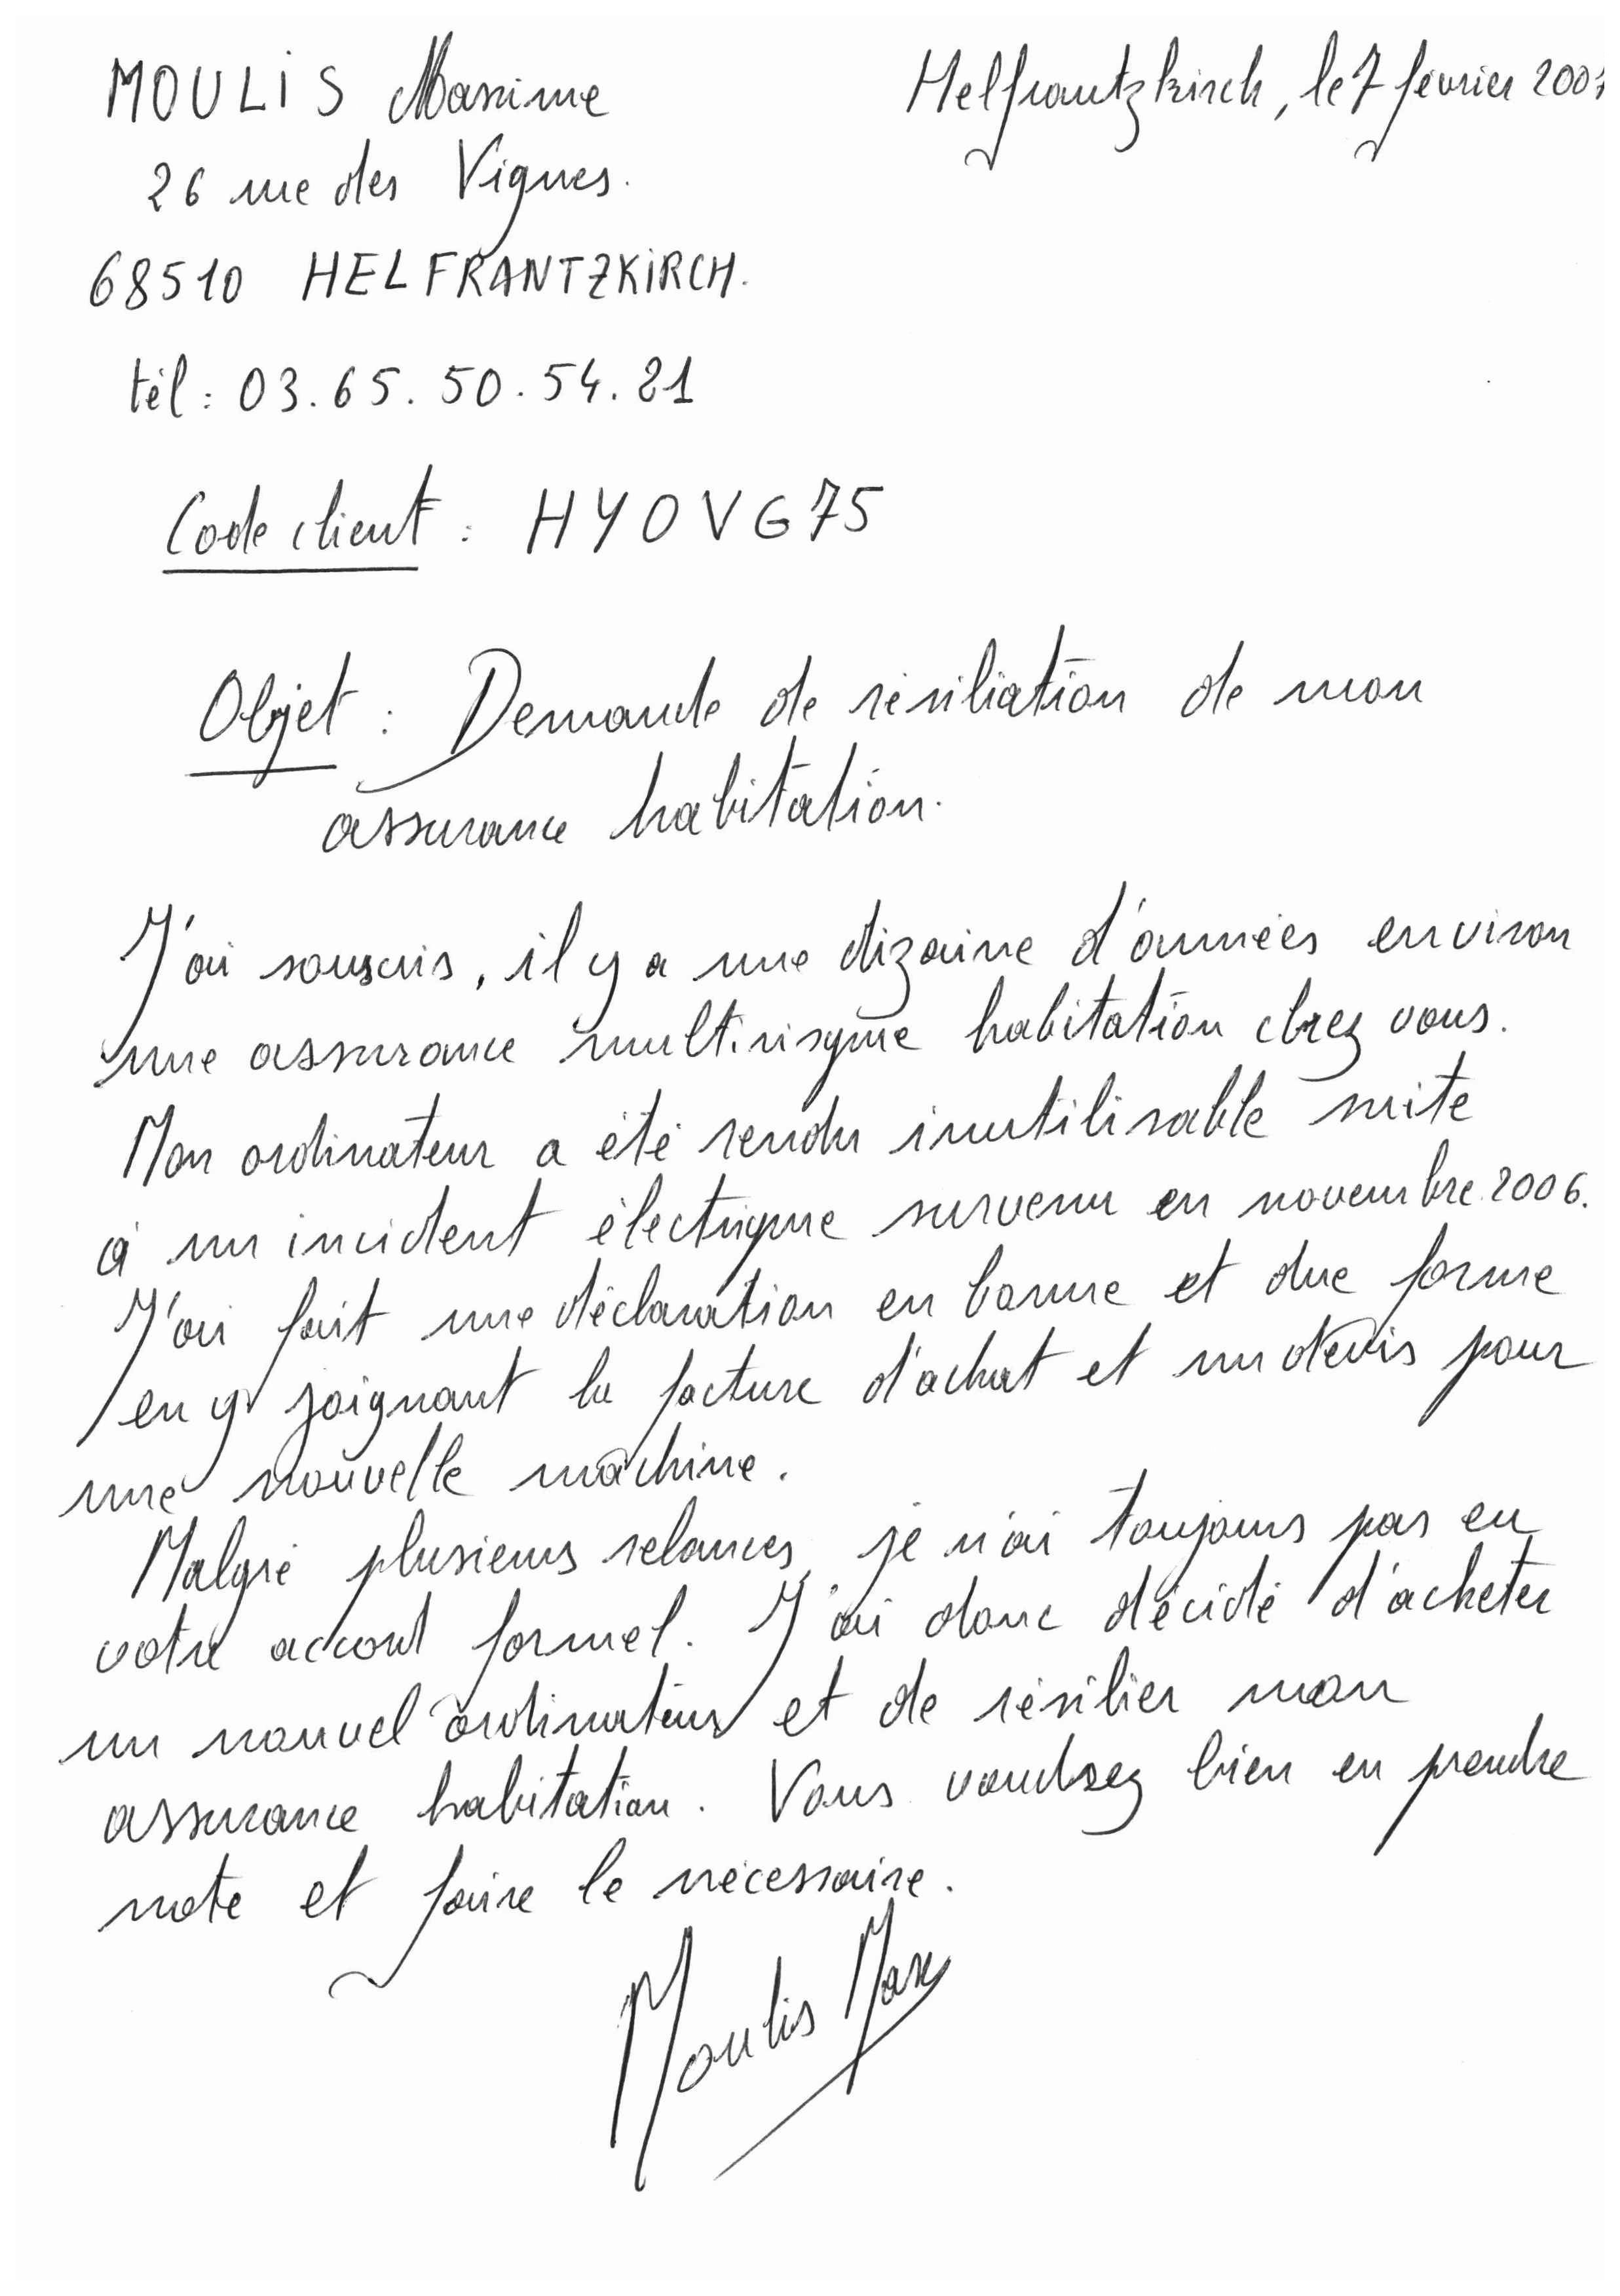 MOULIS Maxime
Helfrantzkirch, le 7 février 2007
26 rue des Vignes.
68510 HELFRANTZKIRCH.
tél : 03.65.50.54.21
Code client : HYOVG75
Objet : Demande de résiliation de mon
assurance habitation.
J'ai souscris, il y a une dizaine d'années environ
une assurance multirisque habitation chez vous.
Mon ordinateur a été rendu inutilisable suite
à un incident électrique survenu en novembre 2006.
J'ai fait une déclaration en bonne et due forme
en y joignant la facture d'achat et un devis pour
une nouvelle machine.
Malgré plusieurs relances, je n'ai toujours pas eu
votre accord formel. J'ai donc décidé d'acheter
un nouvel ordinateur et de résilier mon
assurance habitation. Vous voudrez bien en prendre
note et faire le nécessaire.
Moulis Max